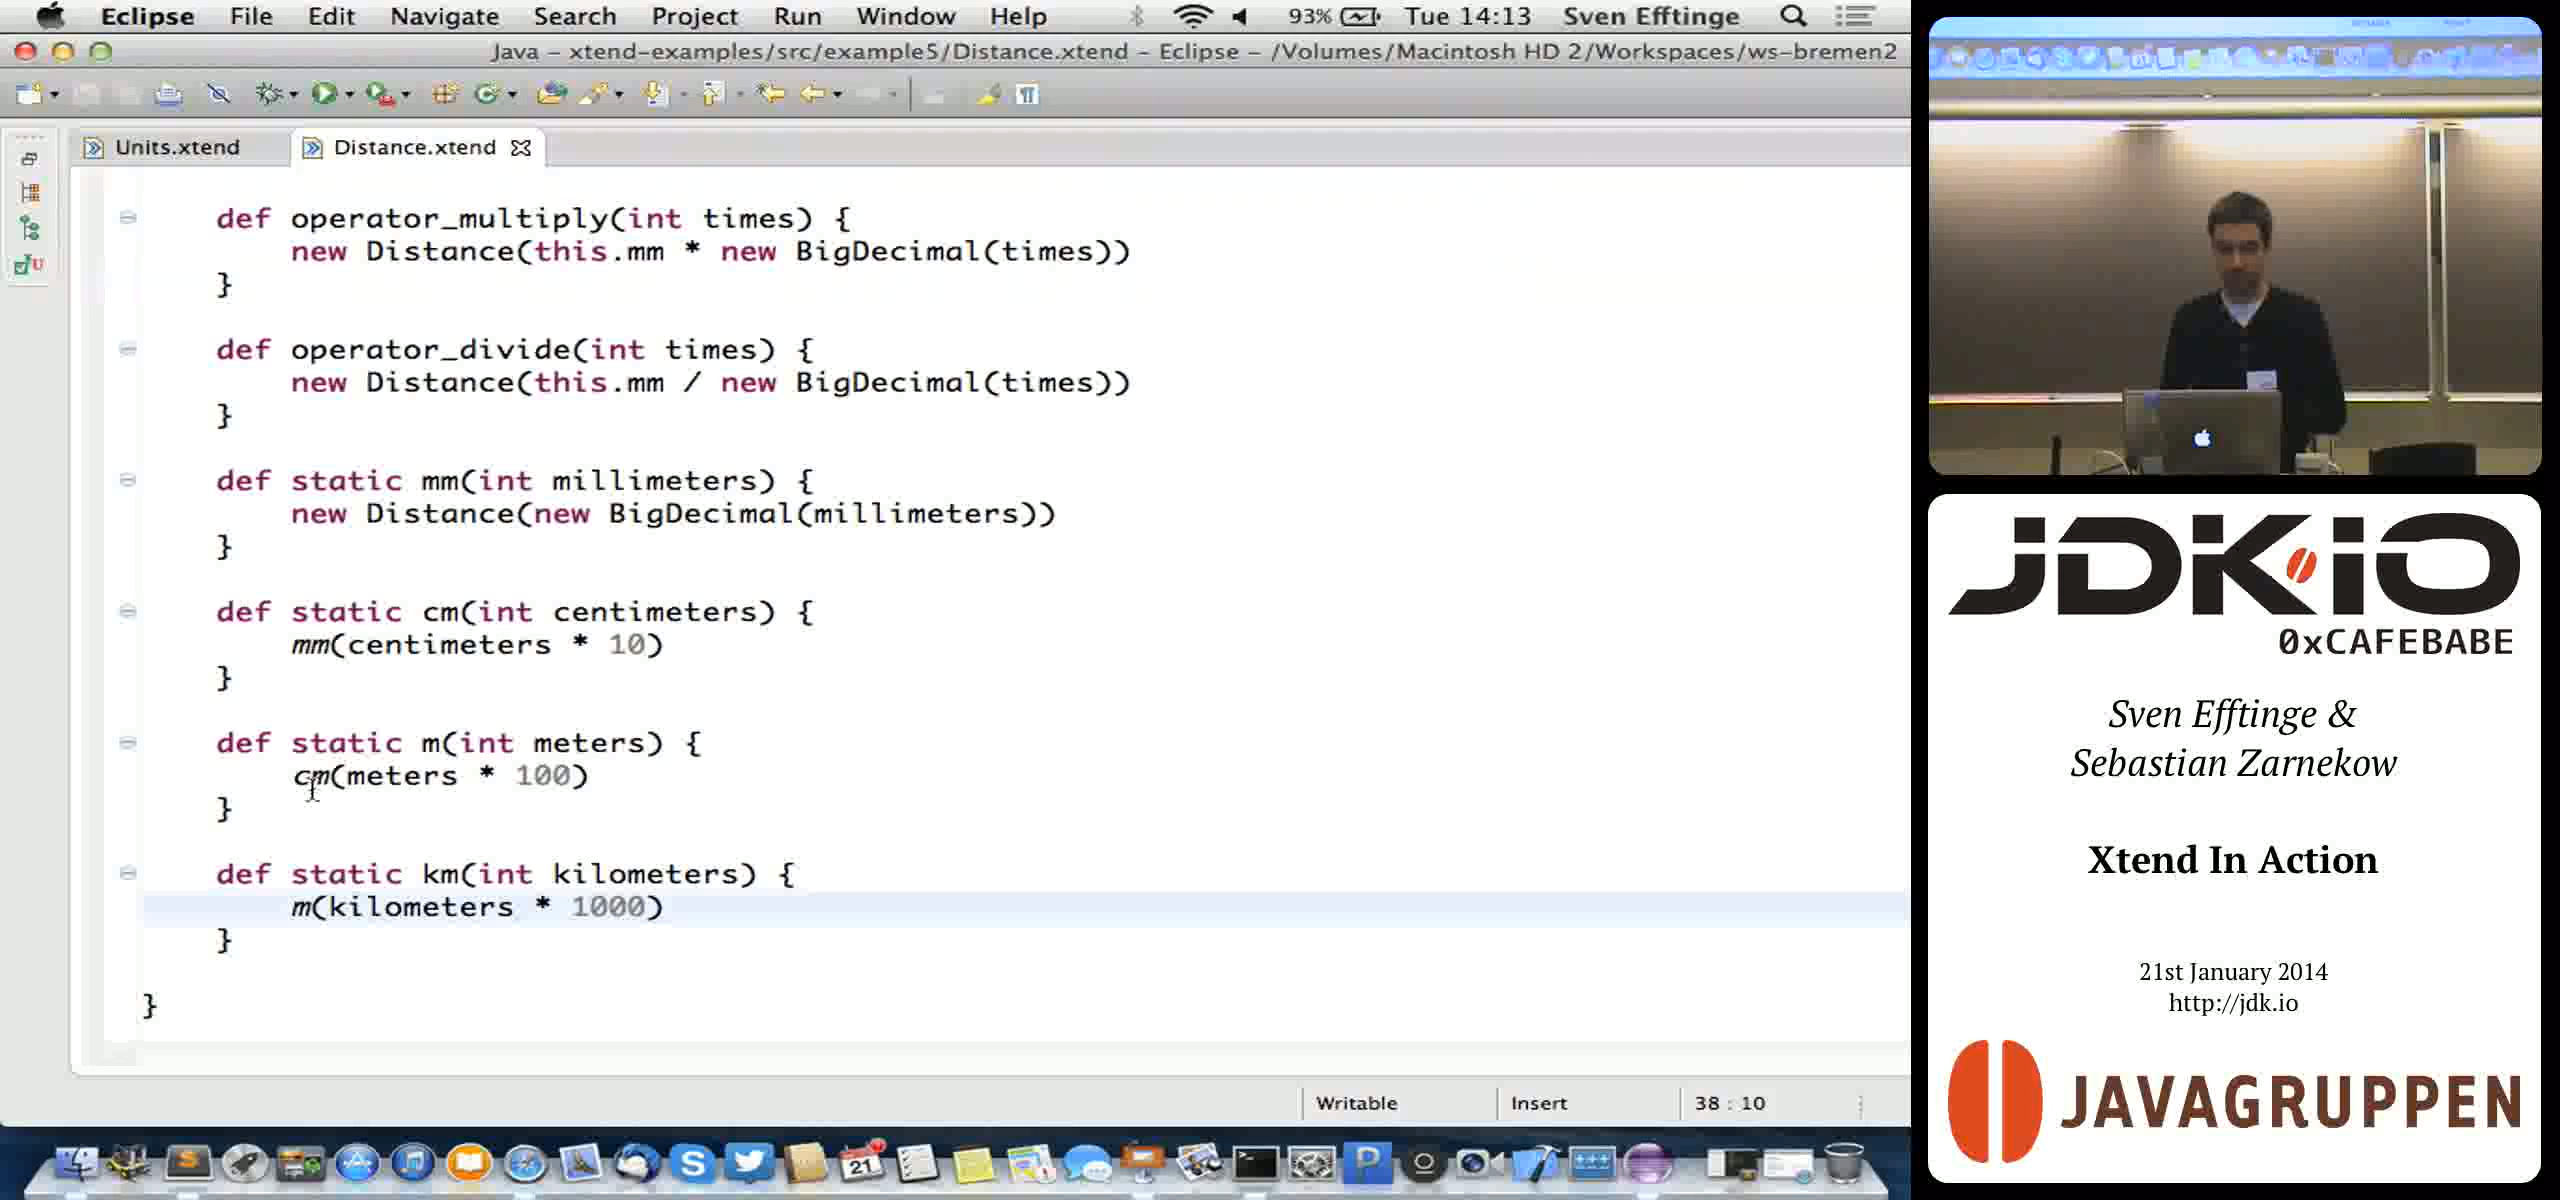 Eclipse File Edit Navigate Search Project Run Window Help 93% Tue 14:13 Sven Efftinge
Java – xtend-examples/src/example5/Distance.xtend – Eclipse – /Volumes/Macintosh HD 2/Workspaces/ws-bremen2
Units.xtend Distance.xtend
def operator_multiply(int times) {
new Distance(this.mm * new BigDecimal(times))
}
def operator_divide(int times) {
new Distance(this.mm / new BigDecimal(times))
}
def static mm(int millimeters) {
new Distance(new BigDecimal(millimeters))
}
def static cm(int centimeters) {
mm(centimeters * 10)
}
def static m(int meters) {
cm(meters * 100)
}
def static km(int kilometers) {
m(kilometers * 1000)
}
}
Writable Insert 38 : 10
21
JDK.IO
0xCAFEBABE
Sven Efftinge &
Sebastian Zarnekow
Xtend In Action
21st January 2014
http://jdk.io
JAVAGRUPPEN